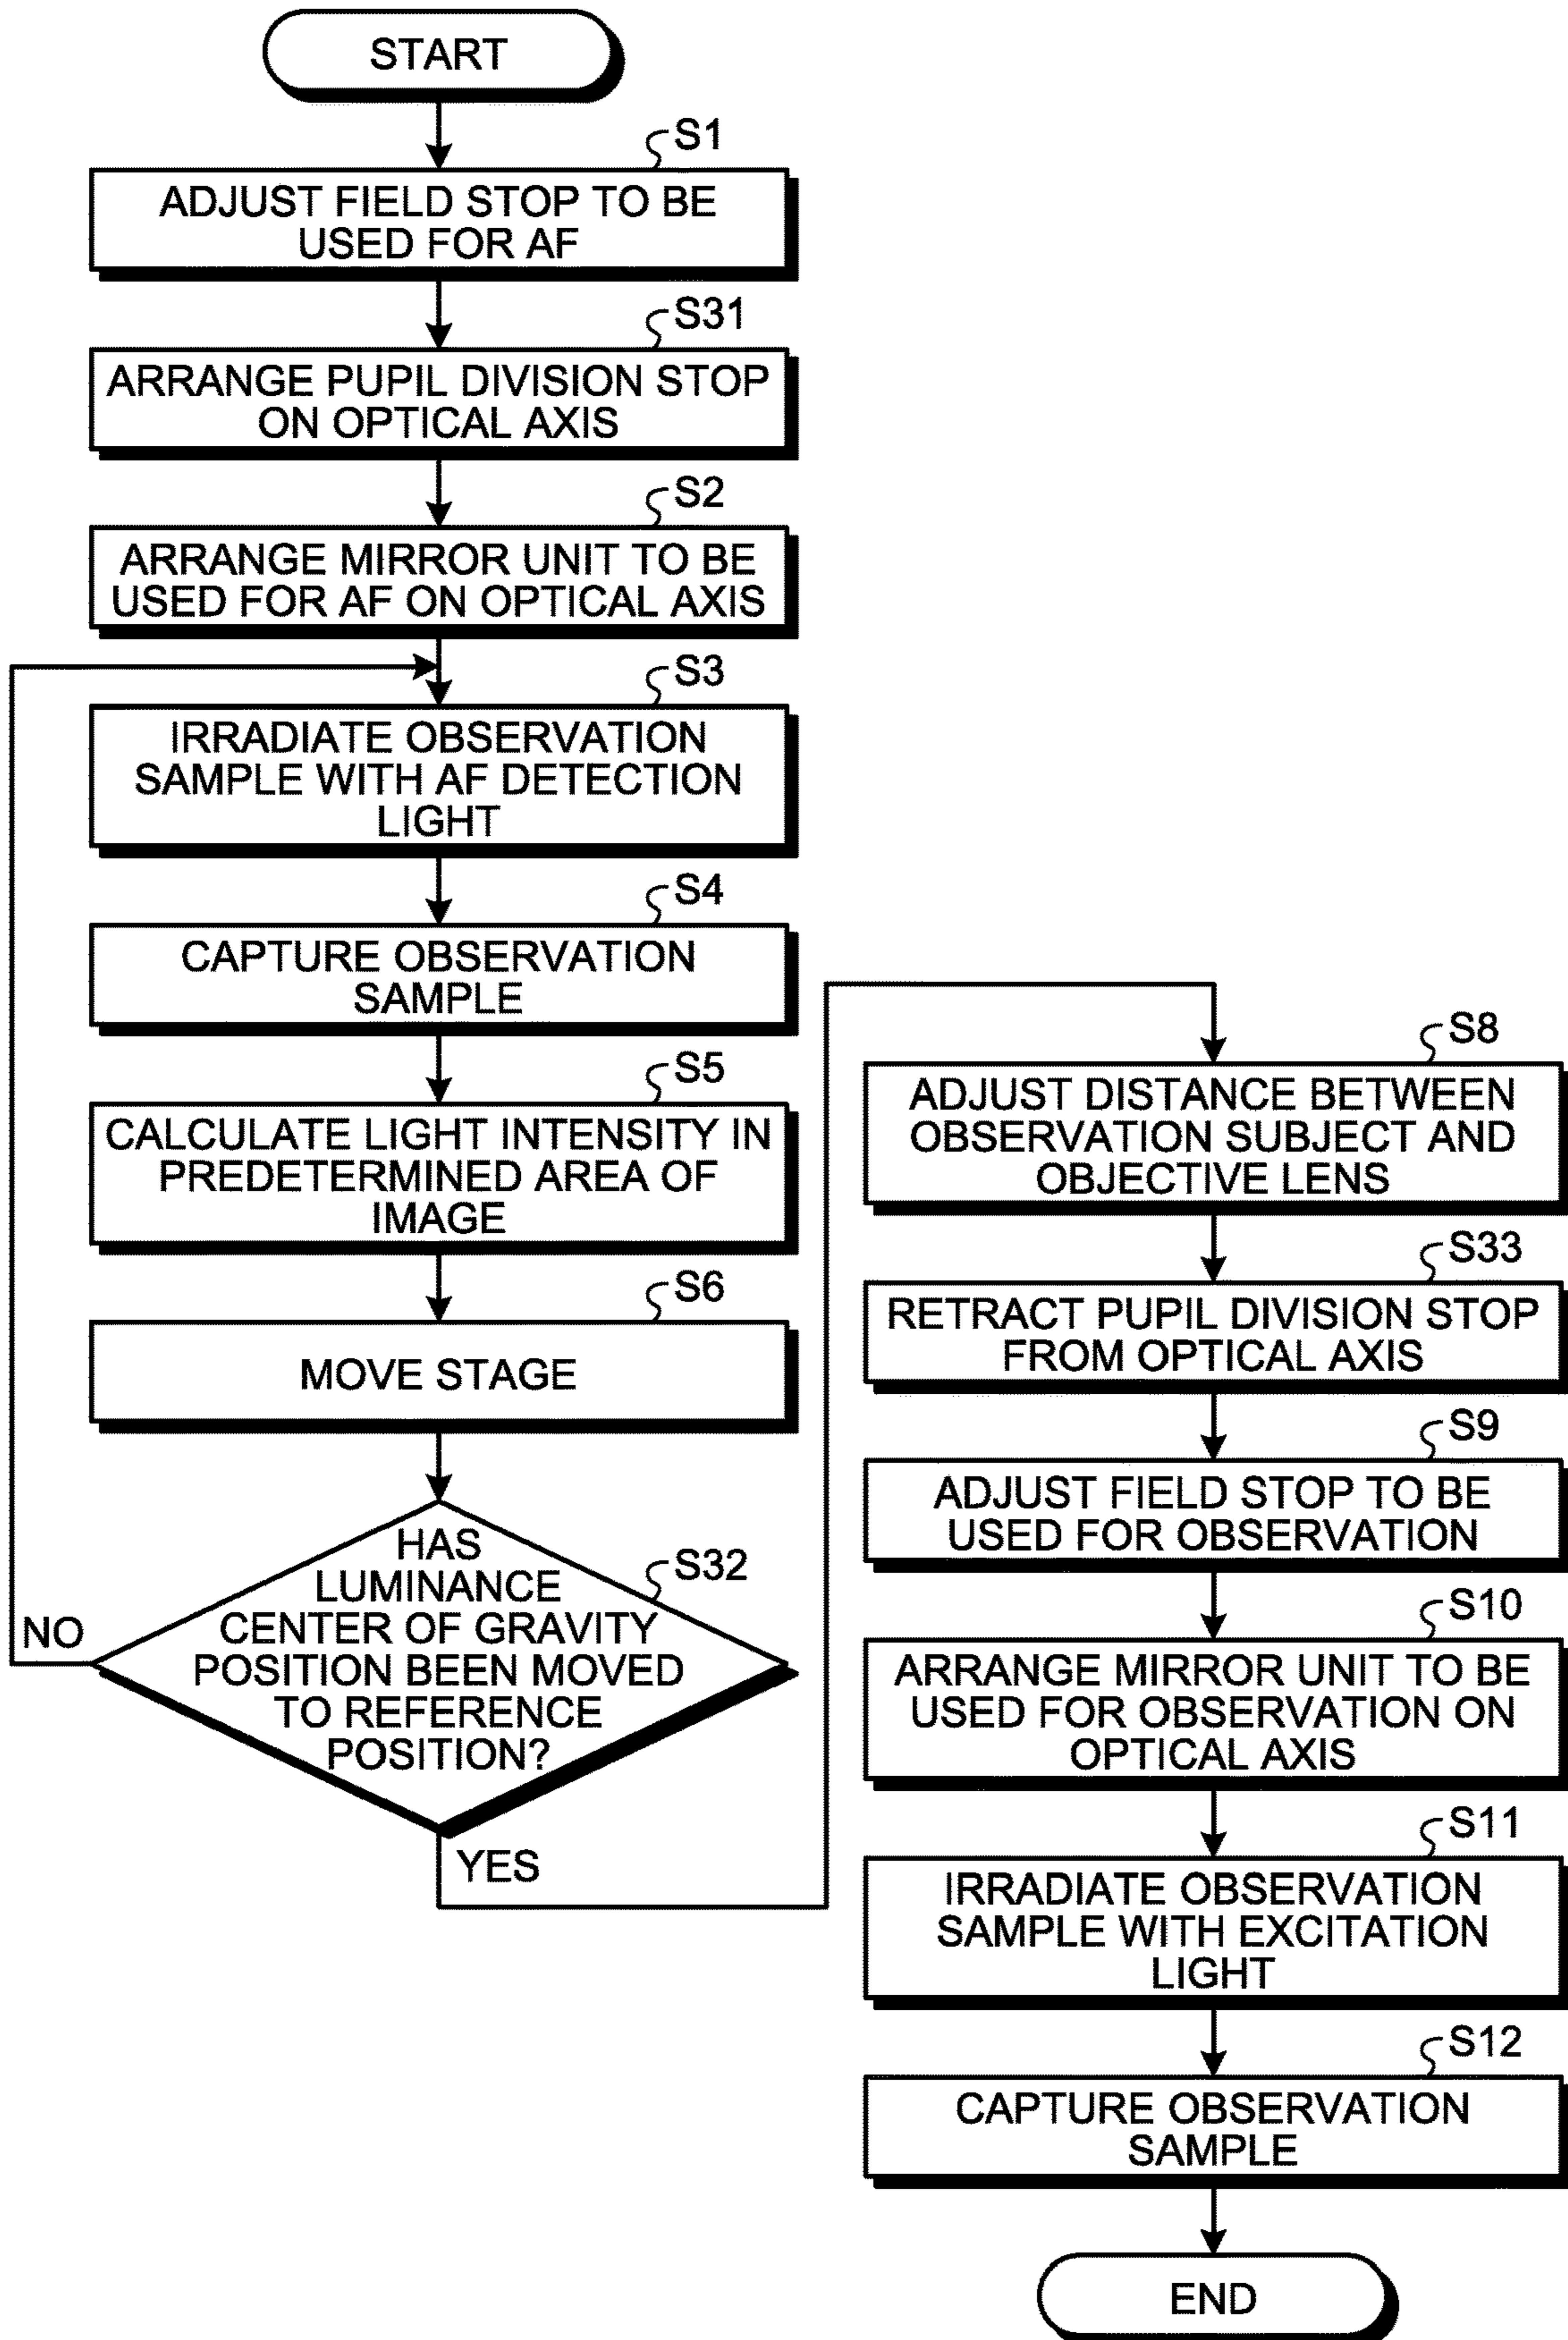 START
S1
ADJUST FIELD STOP TO BE
USED FOR AF
S31
ARRANGE PUPIL DIVISION STOP
ON OPTICAL AXIS
S2
ARRANGE MIRROR UNIT TO BE
USED FOR AF ON OPTICAL AXIS
S3
IRRADIATE OBSERVATION
SAMPLE WITH AF DETECTION
LIGHT
S4
CAPTURE OBSERVATION
SAMPLE
S5
CALCULATE LIGHT INTENSITY IN
PREDETERMINED AREA OF
IMAGE
S6
MOVE STAGE
S32
HAS
LUMINANCE
CENTER OF GRAVITY
POSITION BEEN MOVED
TO REFERENCE
POSITION?
NO
YES
S8
ADJUST DISTANCE BETWEEN
OBSERVATION SUBJECT AND
OBJECTIVE LENS
S33
RETRACT PUPIL DIVISION STOP
FROM OPTICAL AXIS
S9
ADJUST FIELD STOP TO BE
USED FOR OBSERVATION
S10
ARRANGE MIRROR UNIT TO BE
USED FOR OBSERVATION ON
OPTICAL AXIS
S11
IRRADIATE OBSERVATION
SAMPLE WITH EXCITATION
LIGHT
S12
CAPTURE OBSERVATION
SAMPLE
END